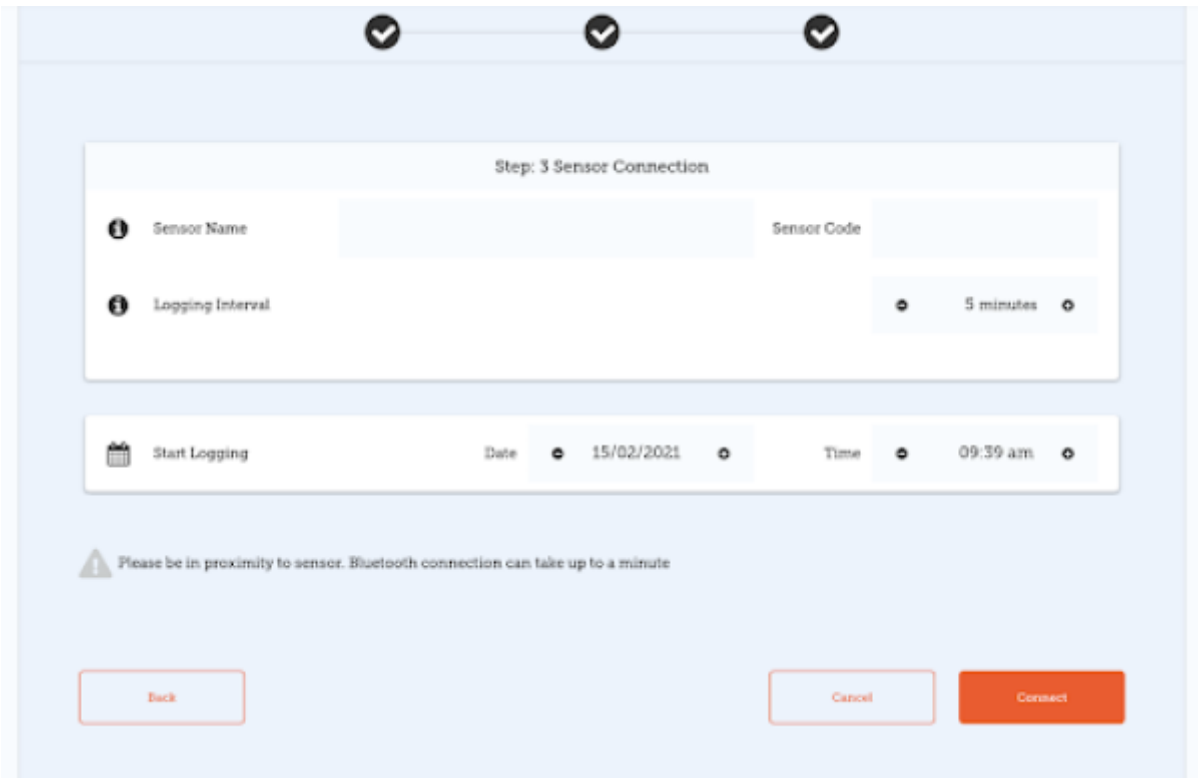 Step: 3 Sensor Connection
Sensor Name
Sensor Code
Logging Interval
5 minutes
Start Logging
Date
15/02/2021
Time
09:39 am
Please be in proximity to sensor. Bluetooth connection can take up to a minute
Back
Cancel
Connect